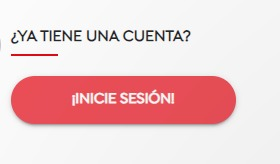 ¿YA TIENE UNA CUENTA?
¡INICIE SESIÓN!